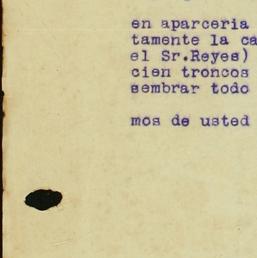 en aparceria
tamente la ca
el Sr.Reyes)
cien troncos
sembrar todo
mos de usted